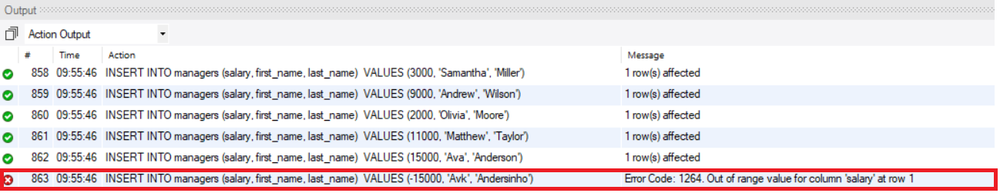 Output
Action Output
# Time Action Message
858 09:55:46 INSERT INTO managers (salary, first_name, last_name) VALUES (3000, 'Samantha', 'Miller') 1 row(s) affected
859 09:55:46 INSERT INTO managers (salary, first_name, last_name) VALUES (9000, 'Andrew', 'Wilson') 1 row(s) affected
860 09:55:46 INSERT INTO managers (salary, first_name, last_name) VALUES (2000, 'Olivia', 'Moore') 1 row(s) affected
861 09:55:46 INSERT INTO managers (salary, first_name, last_name) VALUES (11000, 'Matthew', 'Taylor') 1 row(s) affected
862 09:55:46 INSERT INTO managers (salary, first_name, last_name) VALUES (15000, 'Ava', 'Anderson') 1 row(s) affected
863 09:55:46 INSERT INTO managers (salary, first_name, last_name) VALUES (-15000, 'Avk', 'Andersinho') Error Code: 1264. Out of range value for column 'salary' at row 1